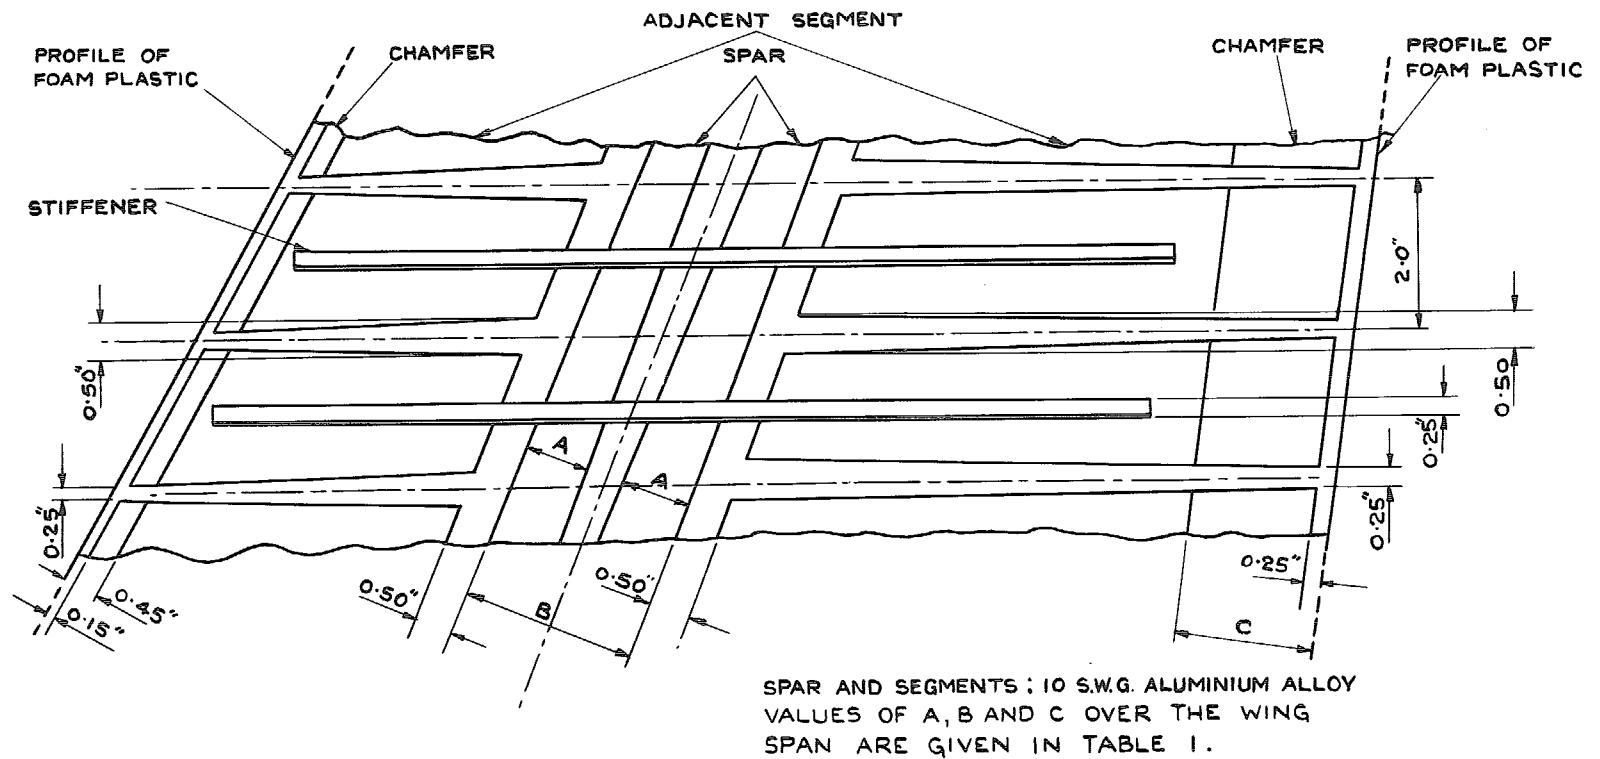 ADJACENT SEGMENT
PROFILE OF
FOAM PLASTIC
CHAMFER
SPAR
CHAMFER
PROFILE OF
FOAM PLASTIC
STIFFENER
2·0"
0·50"
0·50
0·25"
A
A
0·25"
0·25"
0·25"
0·45"
0·15"
0·50"
B
0·50"
C
SPAR AND SEGMENTS : 10 S.W.G. ALUMINIUM ALLOY
VALUES OF A, B AND C OVER THE WING
SPAN ARE GIVEN IN TABLE 1.